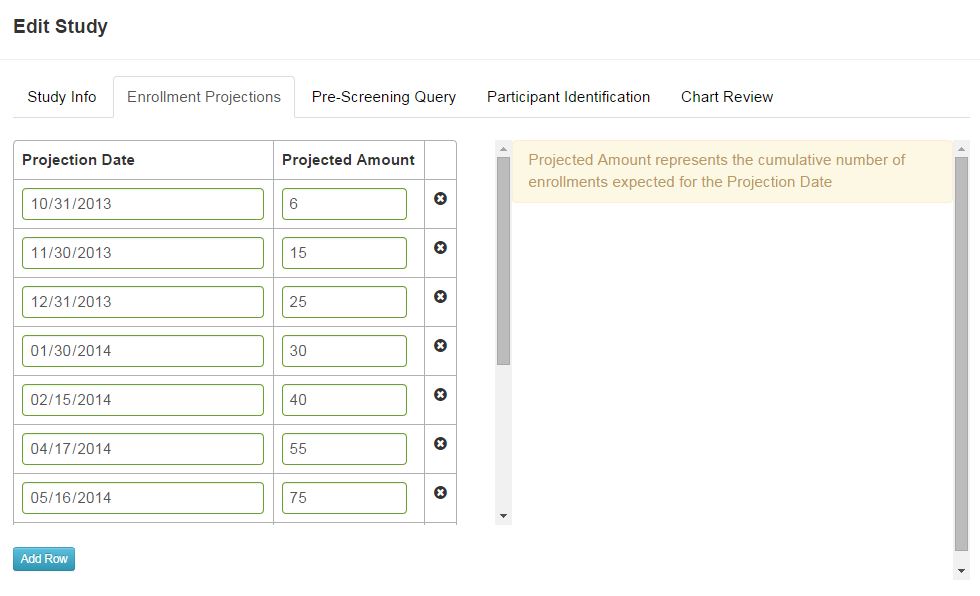 Edit Study
Study Info Enrollment Projections Pre-Screening Query Participant Identification Chart Review
Projection Date Projected Amount
10/31/2013 6
11/30/2013 15
12/31/2013 25
01/30/2014 30
02/15/2014 40
04/17/2014 55
05/16/2014 75
Add Row
Projected Amount represents the cumulative number of
enrollments expected for the Projection Date